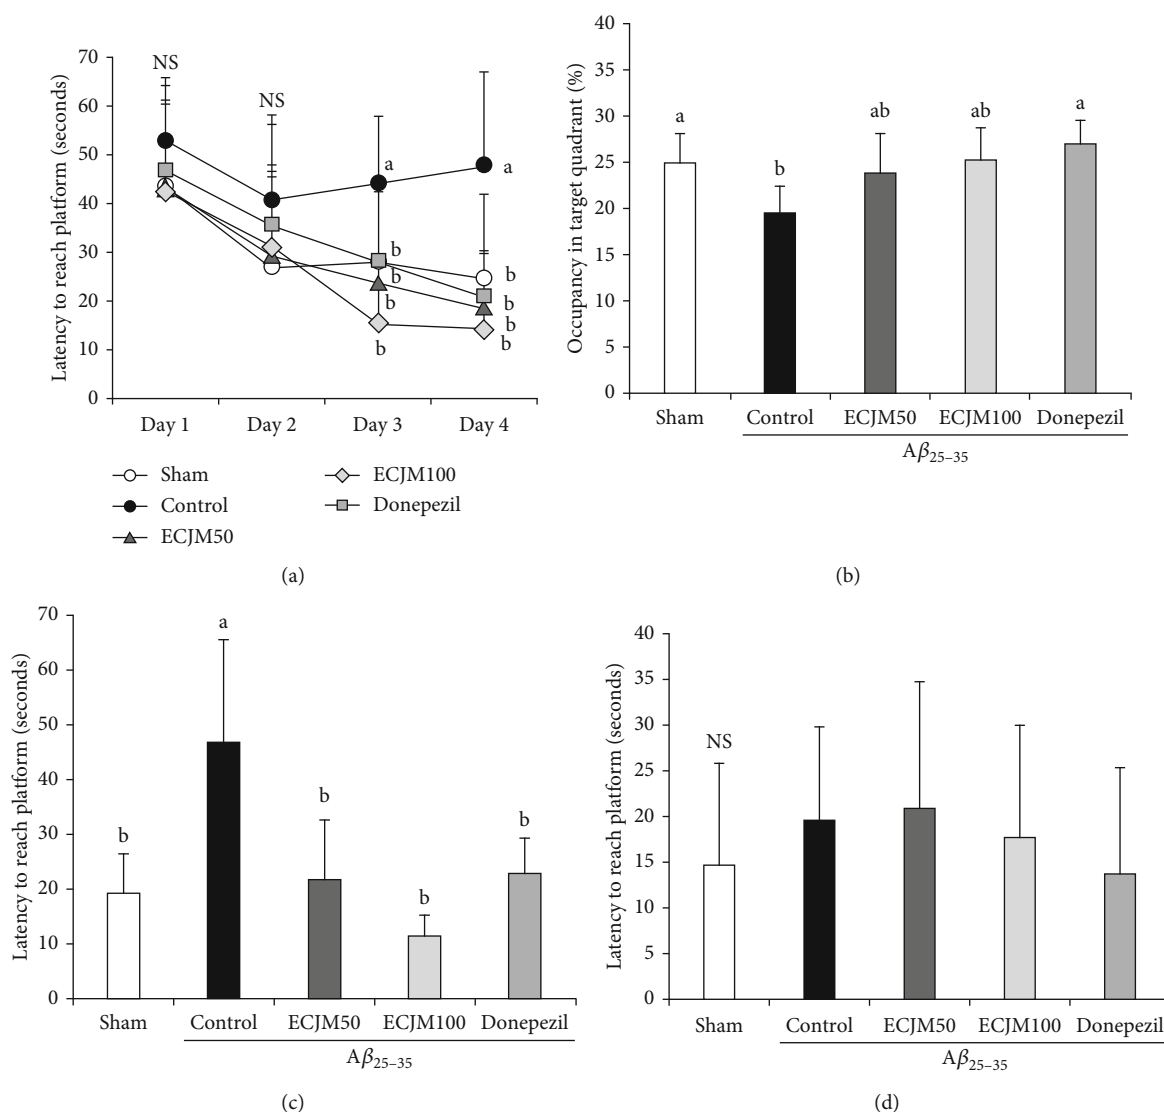 Latency to reach platform (seconds)
70
60
50
40
30
20
10
0
NS
NS
a
a
b
b
b
b
b
b
b
b
Day 1 Day 2 Day 3 Day 4
Sham
Control
ECJM50
ECJM100
Donepezil
(a)
Occupancy in target quadrant (%)
40
35
30
25
20
15
10
5
0
a
b
ab
ab
a
Sham Control ECJM50 ECJM100 Donepezil
Aβ25–35
(b)
Latency to reach platform (seconds)
70
60
50
40
30
20
10
0
b
a
b
b
b
Sham Control ECJM50 ECJM100 Donepezil
Aβ25–35
(c)
Latency to reach platform (seconds)
40
35
30
25
20
15
10
5
0
NS
Sham Control ECJM50 ECJM100 Donepezil
Aβ25–35
(d)